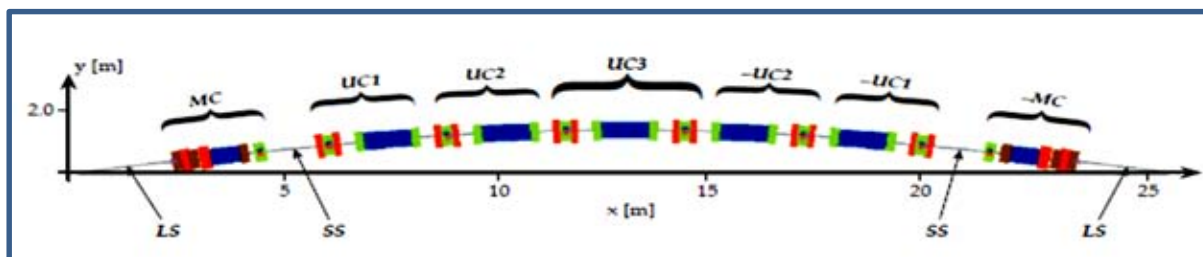 y [m]
2.0
MC
UC1
UC2
UC3
–UC2
–UC1
–MC
5
10
15
20
25
x [m]
LS
SS
SS
LS